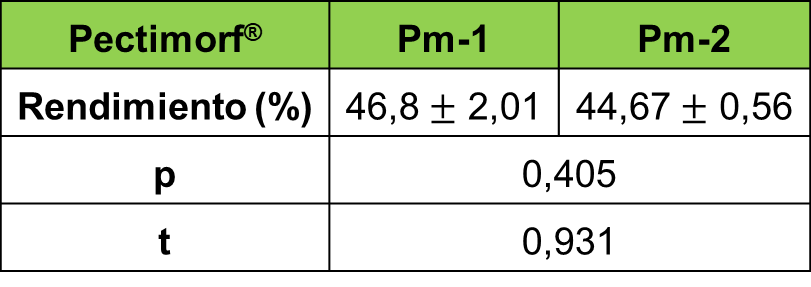 Pectimorf® Pm-1 Pm-2
Rendimiento (%) 46,8 ± 2,01 44,67 ± 0,56
p 0,405
t 0,931